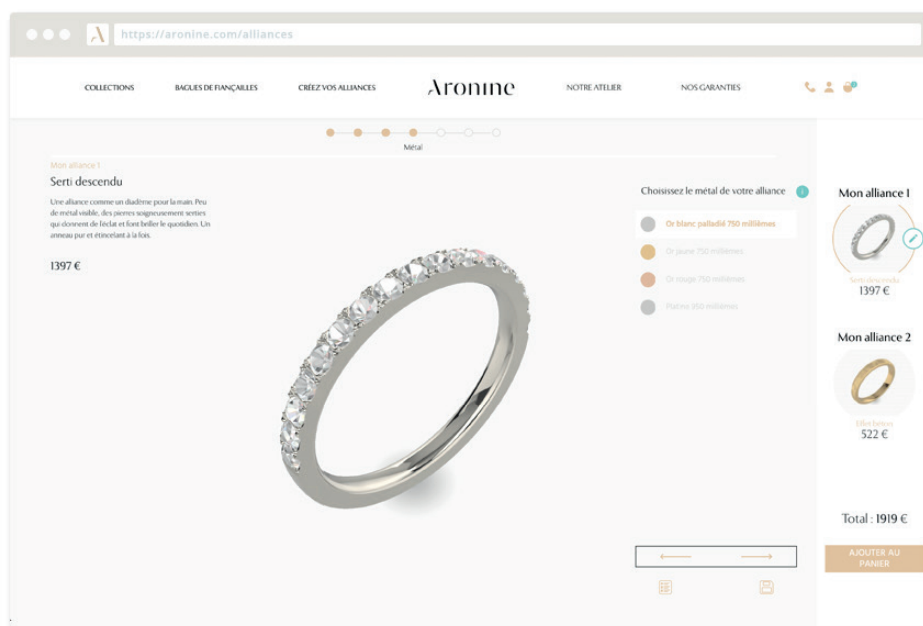 https://aronine.com/alliances
COLLECTIONS
BAGUES DE FIANÇAILLES
CRÉEZ VOS ALLIANCES
Aronine
NOTRE ATELIER
NOS GARANTIES
Métal
Mon alliance 1
Serti descendu
Une alliance comme un diadème pour la main. Peu
de métal visible, des pierres soigneusement serties
qui donnent de l'éclat et font briller le quotidien. Un
anneau pur et étincelant à la fois.
1397 €
Choisissez le métal de votre alliance
Or blanc palladié 750 millièmes
Or jaune 750 millièmes
Or rouge 750 millièmes
Platine 950 millièmes
Mon alliance 1
Serti descendu
1397 €
Mon alliance 2
Effet
522 €
Total : 1919 €
AJOUTER AU
PANIER